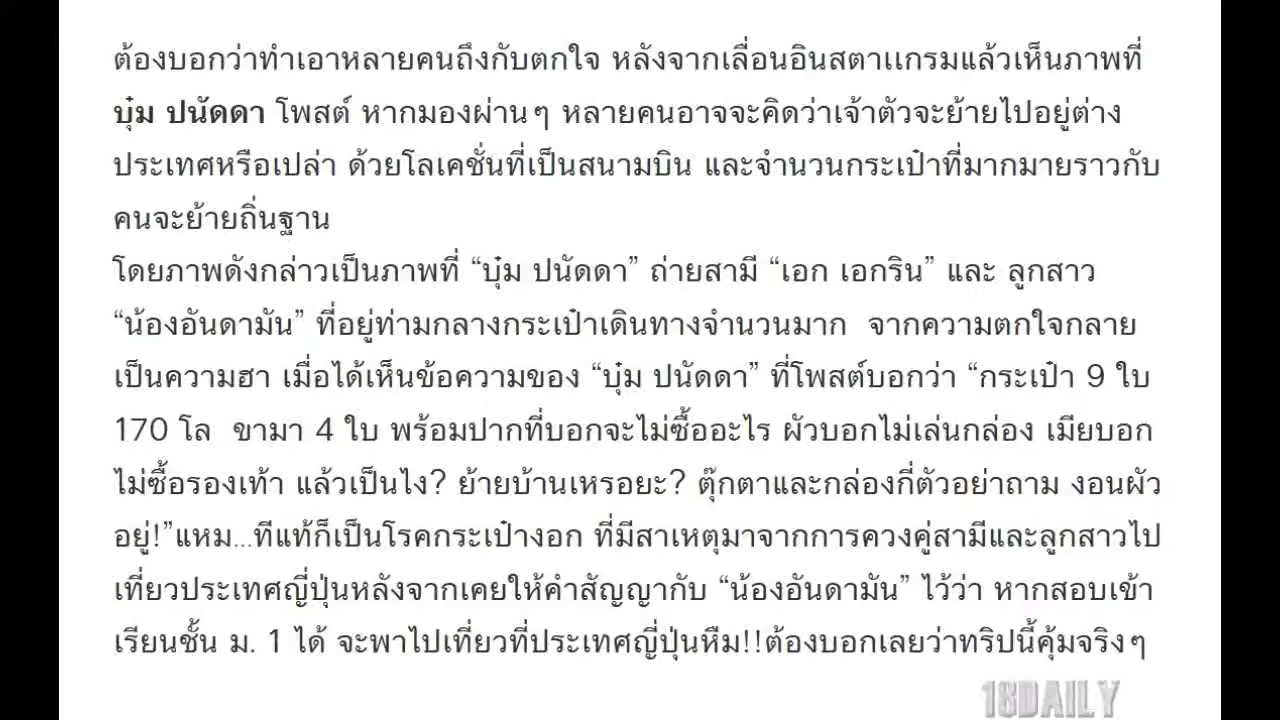 ต้องบอกว่าทำเอาหลายคนถึงกับตกใจ หลังจากเลื่อนอินสตาแกรมแล้วเห็นภาพที่
บุ๋ม ปนัดดา โพสต์ หากมองผ่านๆ หลายคนอาจจะคิดว่าเจ้าตัวจะย้ายไปอยู่ต่าง
ประเทศหรือเปล่า ด้วยโลเคชั่นที่เป็นสนามบิน และจำนวนกระเป๋าที่มากมายราวกับ
คนจะย้ายถิ่นฐาน
โดยภาพดังกล่าวเป็นภาพที่ “บุ๋ม ปนัดดา” ถ่ายสามี “เอก เอกริน” และ ลูกสาว
“น้องอันดามัน” ที่อยู่ท่ามกลางกระเป๋าเดินทางจำนวนมาก จากความตกใจกลาย
เป็นความฮา เมื่อได้เห็นข้อความของ “บุ๋ม ปนัดดา” ที่โพสต์บอกว่า “กระเป๋า 9 ใบ
170 โล ขามา 4 ใบ พร้อมปากที่บอกจะไม่ซื้ออะไร ผัวบอกไม่เล่นกล่อง เมียบอก
ไม่ซื้อรองเท้า แล้วเป็นไง? ย้ายบ้านเหรอยะ? ตุ๊กตาและกล่องกี่ตัวอย่าถาม งอนผัว
อยู่!”แหม...ทีแท้ก็เป็นโรคกระเป๋างอก ที่มีสาเหตุมาจากการควงคู่สามีและลูกสาวไป
เที่ยวประเทศญี่ปุ่นหลังจากเคยให้คำสัญญากับ “น้องอันดามัน” ไว้ว่า หากสอบเข้า
เรียนชั้น ม. 1 ได้ จะพาไปเที่ยวที่ประเทศญี่ปุ่นหืม!!ต้องบอกเลยว่าทริปนี้คุ้มจริงๆ
18DAILY